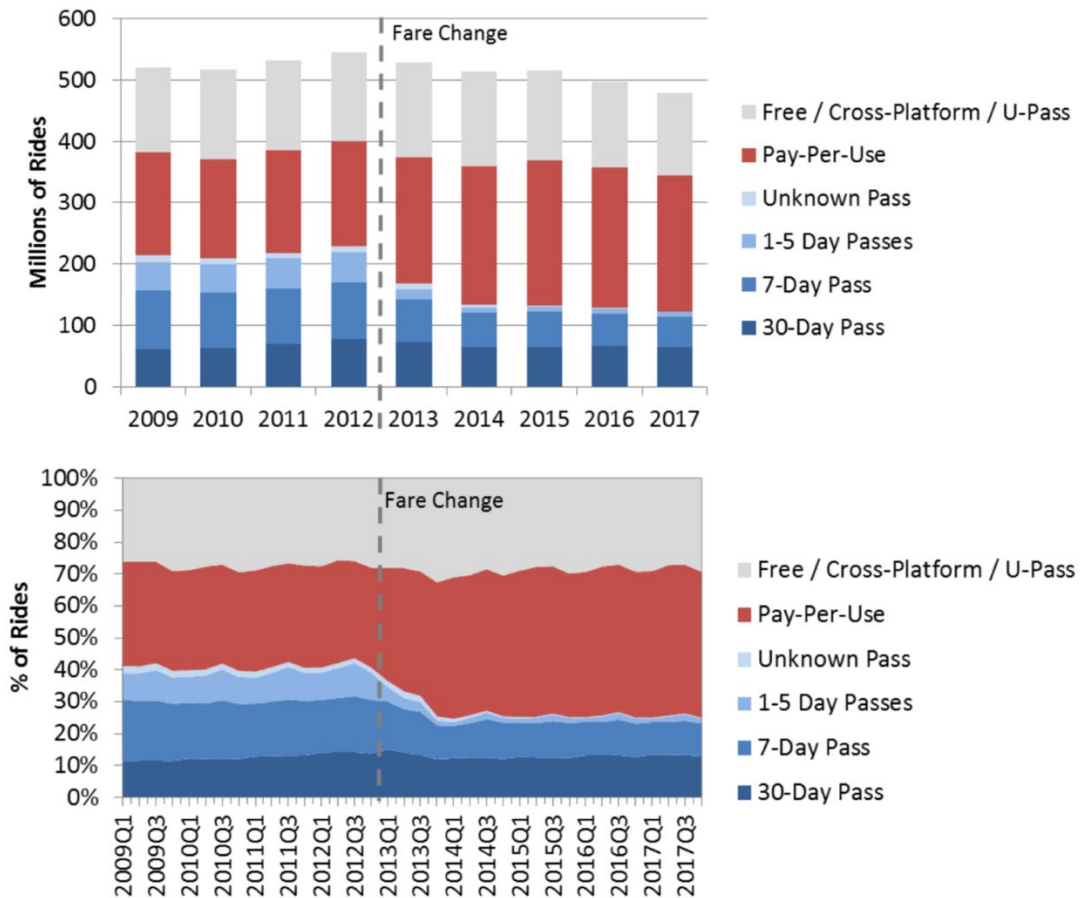 600
500
400
300
200
100
0
Millions of Rides
Fare Change
2009 2010 2011 2012 2013 2014 2015 2016 2017
Free / Cross-Platform / U-Pass
Pay-Per-Use
Unknown Pass
1-5 Day Passes
7-Day Pass
30-Day Pass
100%
90%
80%
70%
60%
50%
40%
30%
20%
10%
0%
% of Rides
Fare Change
2009Q1 2009Q3 2010Q1 2010Q3 2011Q1 2011Q3 2012Q1 2012Q3 2013Q1 2013Q3 2014Q1 2014Q3 2015Q1 2015Q3 2016Q1 2016Q3 2017Q1 2017Q3
Free / Cross-Platform / U-Pass
Pay-Per-Use
Unknown Pass
1-5 Day Passes
7-Day Pass
30-Day Pass